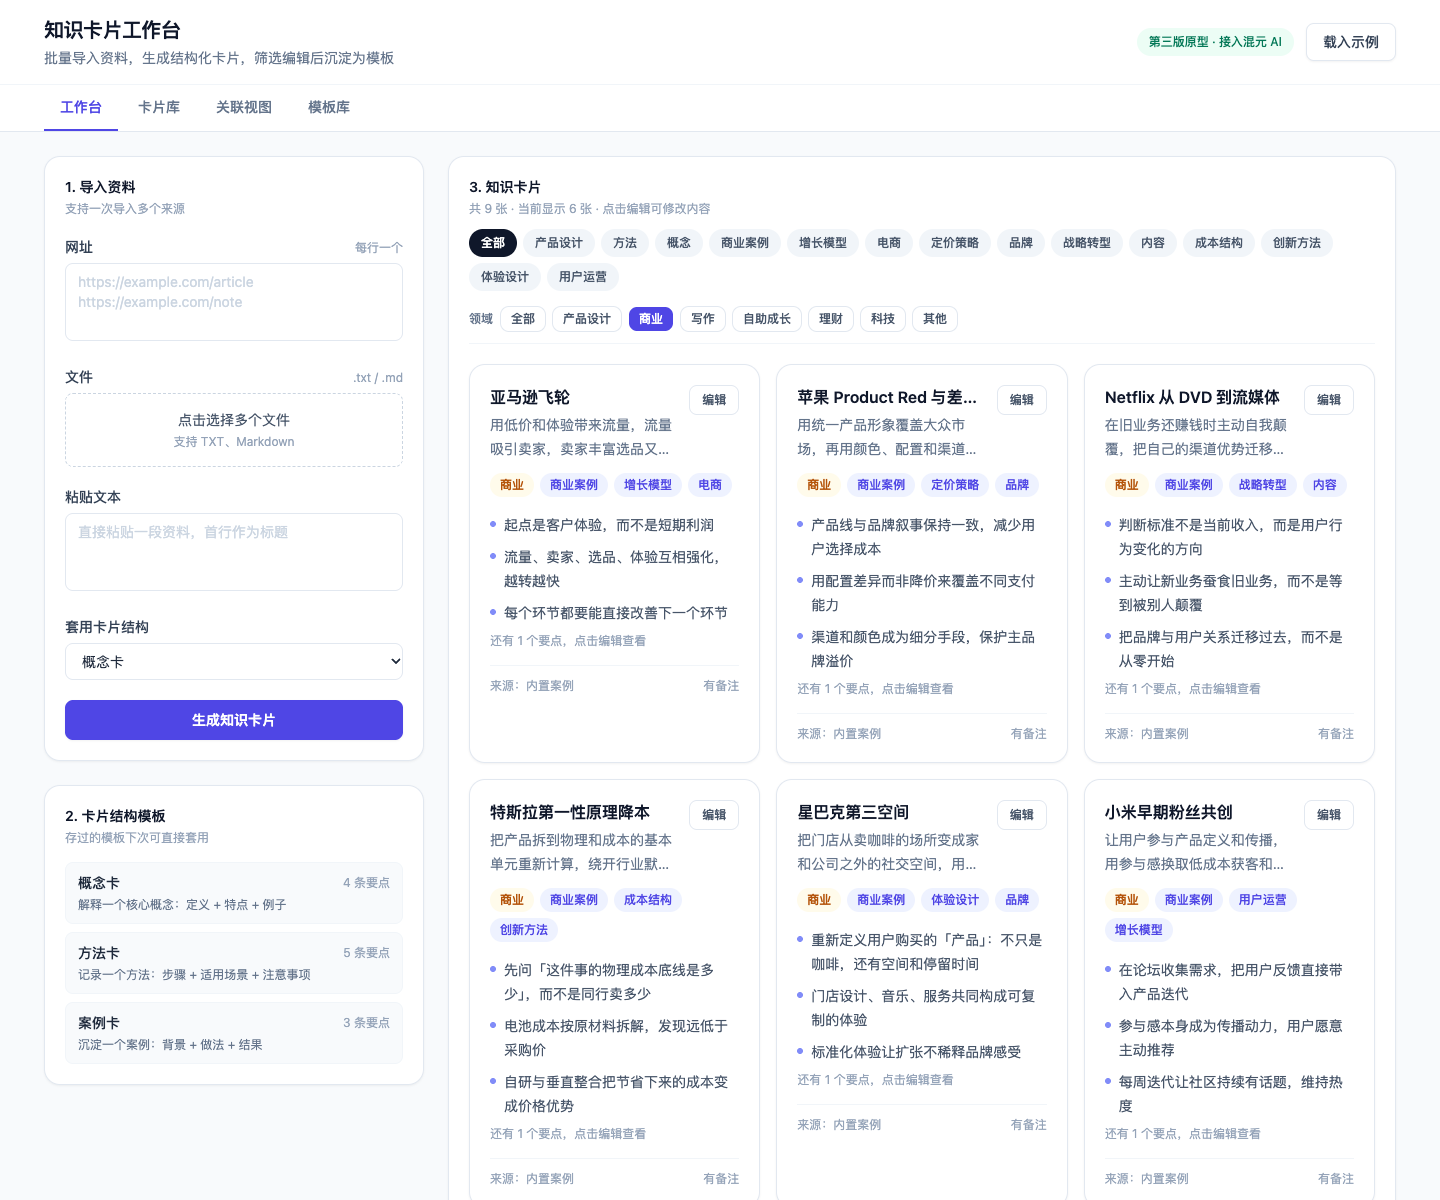 知识卡片工作台
批量导入资料，生成结构化卡片，筛选编辑后沉淀为模板
第三版原型 · 接入混元 AI
载入示例
工作台
卡片库
关联视图
模板库
1. 导入资料
支持一次导入多个来源
网址
每行一个
https://example.com/article
https://example.com/note
文件
.txt / .md
点击选择多个文件
支持 TXT、Markdown
粘贴文本
直接粘贴一段资料，首行作为标题
套用卡片结构
概念卡
生成知识卡片
2. 卡片结构模板
存过的模板下次可直接套用
概念卡
4 条要点
解释一个核心概念：定义 + 特点 + 例子
方法卡
5 条要点
记录一个方法：步骤 + 适用场景 + 注意事项
案例卡
3 条要点
沉淀一个案例：背景 + 做法 + 结果
3. 知识卡片
共 9 张 · 当前显示 6 张 · 点击编辑可修改内容
全部
产品设计
方法
概念
商业案例
增长模型
电商
定价策略
品牌
战略转型
内容
成本结构
创新方法
体验设计
用户运营
领域
全部
产品设计
商业
写作
自助成长
理财
科技
其他
亚马逊飞轮
编辑
用低价和体验带来流量，流量
吸引卖家，卖家丰富选品又...
商业
商业案例
增长模型
电商
起点是客户体验，而不是短期利润
流量、卖家、选品、体验互相强化，
越转越快
每个环节都要能直接改善下一个环节
还有 1 个要点，点击编辑查看
来源：内置案例
有备注
苹果 Product Red 与差...
编辑
用统一产品形象覆盖大众市
场，再用颜色、配置和渠道...
商业
商业案例
定价策略
品牌
产品线与品牌叙事保持一致，减少用
户选择成本
用配置差异而非降价来覆盖不同支付
能力
渠道和颜色成为细分手段，保护主品
牌溢价
还有 1 个要点，点击编辑查看
来源：内置案例
有备注
Netflix 从 DVD 到流媒体
编辑
在旧业务还赚钱时主动自我颠
覆，把自己的渠道优势迁移...
商业
商业案例
战略转型
内容
判断标准不是当前收入，而是用户行
为变化的方向
主动让新业务蚕食旧业务，而不是等
到被别人颠覆
把品牌与用户关系迁移过去，而不是
从零开始
还有 1 个要点，点击编辑查看
来源：内置案例
有备注
特斯拉第一性原理降本
编辑
把产品拆到物理和成本的基本
单元重新计算，绕开行业默...
商业
商业案例
成本结构
创新方法
先问「这件事的物理成本底线是多
少」，而不是同行卖多少
电池成本按原材料拆解，发现远低于
采购价
自研与垂直整合把节省下来的成本变
成价格优势
还有 1 个要点，点击编辑查看
来源：内置案例
有备注
星巴克第三空间
编辑
把门店从卖咖啡的场所变成家
和公司之外的社交空间，用...
商业
商业案例
体验设计
品牌
重新定义用户购买的「产品」：不只是
咖啡，还有空间和停留时间
门店设计、音乐、服务共同构成可复
制的体验
标准化体验让扩张不稀释品牌感受
还有 1 个要点，点击编辑查看
来源：内置案例
有备注
小米早期粉丝共创
编辑
让用户参与产品定义和传播，
用参与感换取低成本获客和...
商业
商业案例
用户运营
增长模型
在论坛收集需求，把用户反馈直接带
入产品迭代
参与感本身成为传播动力，用户愿意
主动推荐
每周迭代让社区持续有话题，维持热
度
还有 1 个要点，点击编辑查看
来源：内置案例
有备注